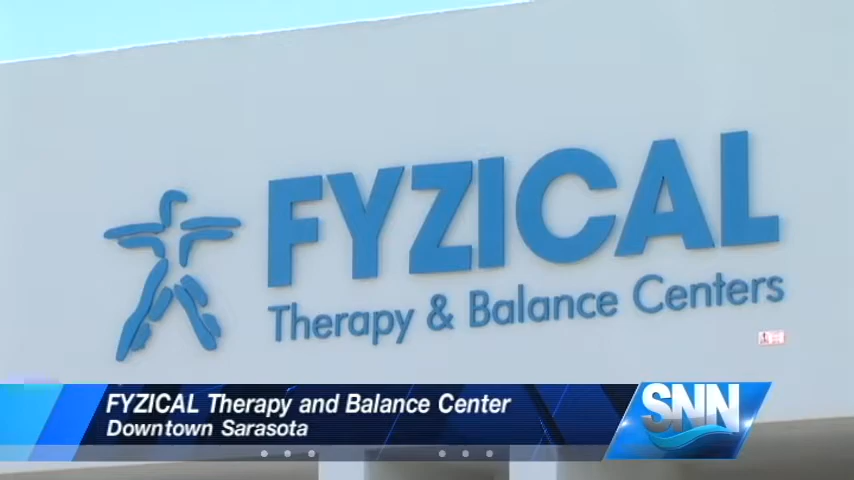 FYZICAL
Therapy & Balance Centers
FYZICAL Therapy and Balance Center
Downtown Sarasota
SNN